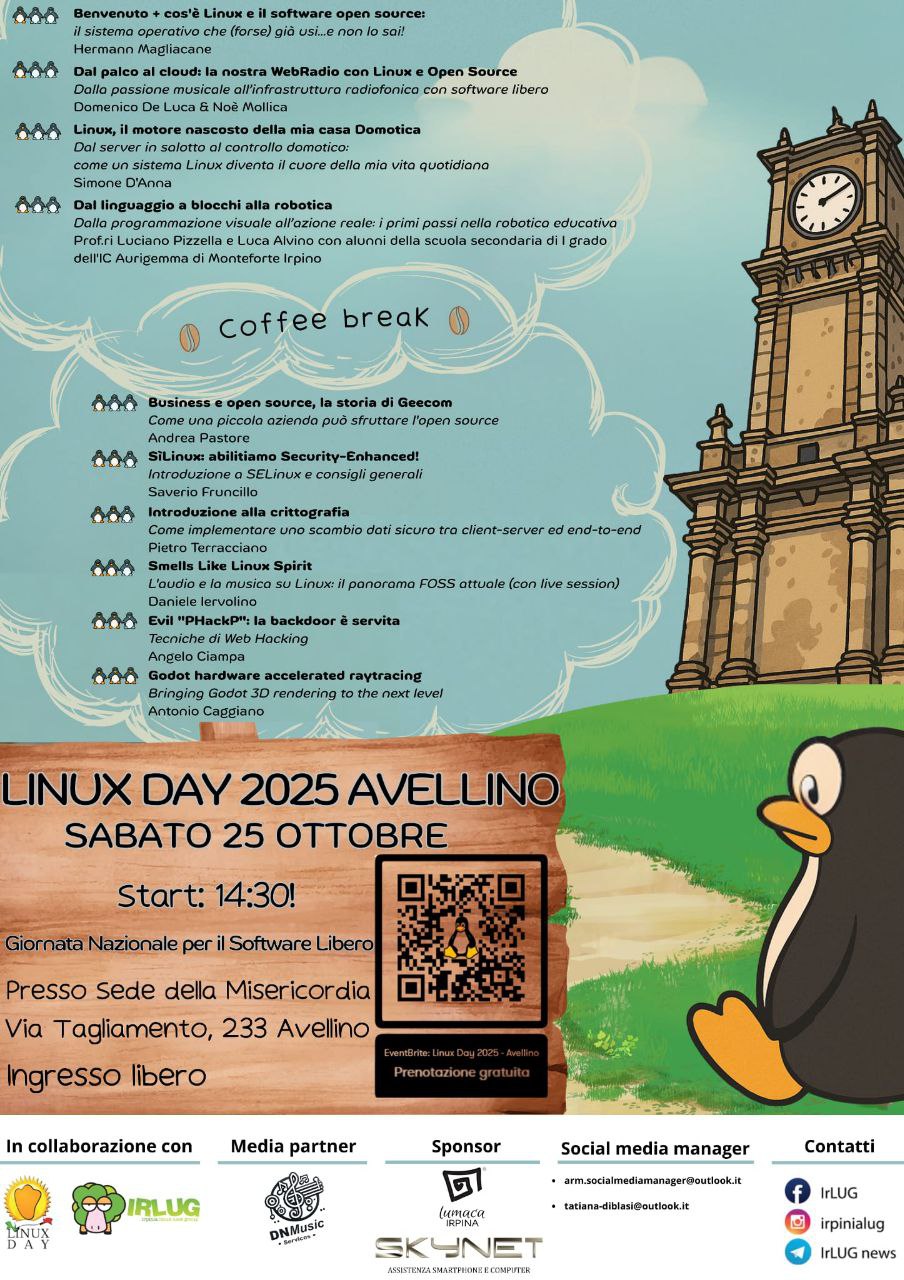 Benvenuto + cos'è Linux e il software open source:
il sistema operativo che (forse) già usi...e non lo sai!
Hermann Magliacane
Dal palco al cloud: la nostra WebRadio con Linux e Open Source
Dalla passione musicale all'infrastruttura radiofonica con software libero
Domenico De Luca & Noè Mollica
Linux, il motore nascosto della mia casa Domotica
Dal server in salotto al controllo domotico:
come un sistema Linux diventa il cuore della mia vita quotidiana
Simone D'Anna
Dal linguaggio a blocchi alla robotica
Dalla programmazione visuale all'azione reale: i primi passi nella robotica educativa
Prof.ri Luciano Pizzella e Luca Alvino con alunni della scuola secondaria di I grado
dell'IC Aurigemma di Monteforte Irpino
Coffee break
Business e open source, la storia di Geecom
Come una piccola azienda può sfruttare l'open source
Andrea Pastore
SìLinux: abilitiamo Security-Enhanced!
Introduzione a SELinux e consigli generali
Saverio Fruncillo
Introduzione alla crittografia
Come implementare uno scambio dati sicuro tra client-server ed end-to-end
Pietro Terracciano
Smells Like Linux Spirit
L'audio e la musica su Linux: il panorama FOSS attuale (con live session)
Daniele Iervolino
Evil "PHackP": la backdoor è servita
Tecniche di Web Hacking
Angelo Ciampa
Godot hardware accelerated raytracing
Bringing Godot 3D rendering to the next level
Antonio Caggiano
LINUX DAY 2025 AVELLINO
SABATO 25 OTTOBRE
Start: 14:30!
Giornata Nazionale per il Software Libero
Presso Sede della Misericordia
Via Tagliamento, 233 Avellino
Ingresso libero
EventBrite: Linux Day 2025 - Avellino
Prenotazione gratuita
In collaborazione con
LINUX
DAY
IRLUG
Media partner
DNMusic
Services
Sponsor
lumaca
IRPINA
SKYNET
ASSISTENZA SMARTPHONE E COMPUTER
Social media manager
• arm.socialmediamanager@outlook.it
• tatiana-diblasi@outlook.it
Contatti
IrLUG
irpinialug
IrLUG news